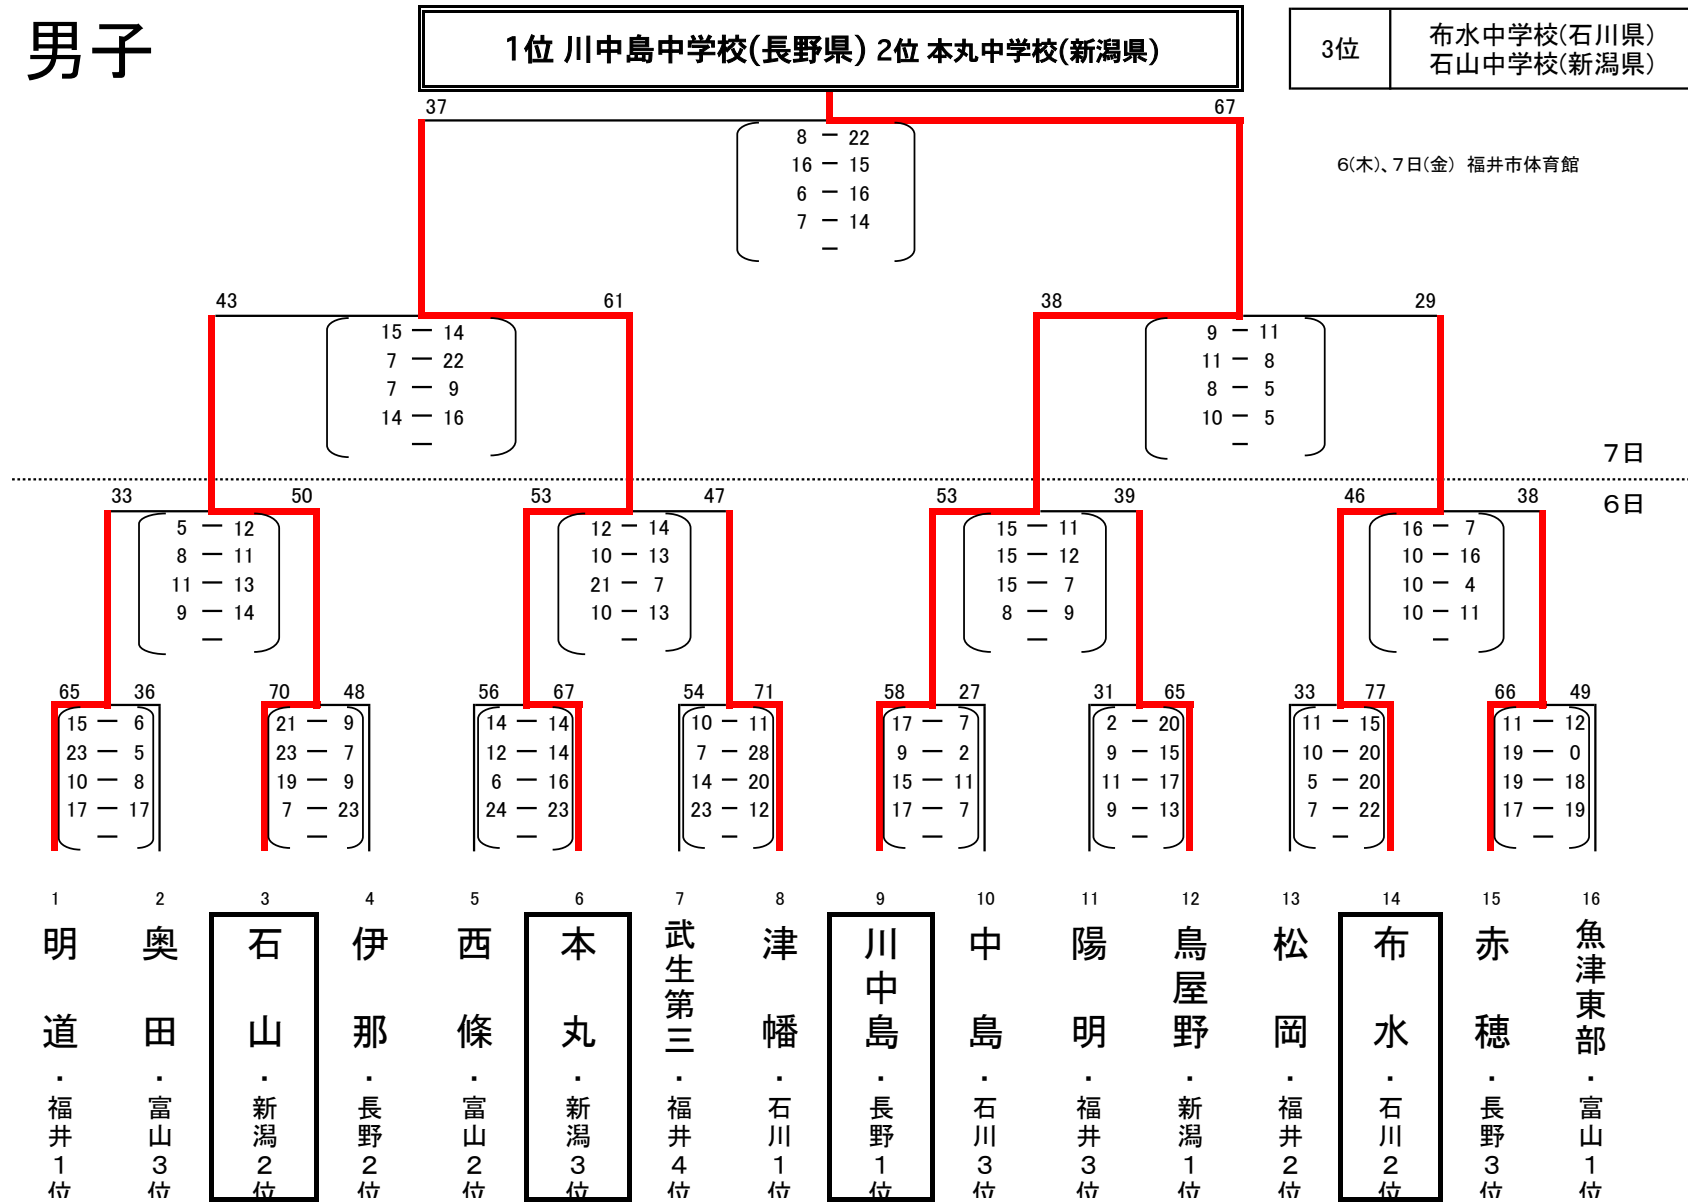 男子
1位 川中島中学校(長野県) 2位 本丸中学校(新潟県)
3位
布水中学校(石川県)
石山中学校(新潟県)
6(木)、7日(金) 福井市体育館
37 67
8 ー 22
16 ー 15
6 ー 16
7 ー 14
ー
43 61 38 29
15 ー 14 9 ー 11
7 ー 22 11 ー 8
7 ー 9 8 ー 5
14 ー 16 10 ー 5
ー ー
7日
6日
33 50 53 47 53 39 46 38
5 ー 12 12 ー 14 15 ー 11 16 ー 7
8 ー 11 10 ー 13 15 ー 12 10 ー 16
11 ー 13 21 ー 7 15 ー 7 10 ー 4
9 ー 14 10 ー 13 8 ー 9 10 ー 11
ー ー ー ー
65 36 70 48 56 67 54 71 58 27 31 65 33 77 66 49
15 ー 6 21 ー 9 14 ー 14 10 ー 11 17 ー 7 2 ー 20 11 ー 15 11 ー 12
23 ー 5 23 ー 7 12 ー 14 7 ー 28 9 ー 2 9 ー 15 10 ー 20 19 ー 0
10 ー 8 19 ー 9 6 ー 16 14 ー 20 15 ー 11 11 ー 17 5 ー 20 19 ー 18
17 ー 17 7 ー 23 24 ー 23 23 ー 12 17 ー 7 9 ー 13 7 ー 22 17 ー 19
ー ー ー ー ー ー ー ー
1 2 3 4 5 6 7 8 9 10 11 12 13 14 15 16
明道・福井1位
奥田・富山3位
石山・新潟2位
伊那・長野2位
西條・富山2位
本丸・新潟3位
武生第三・福井4位
津幡・石川1位
川中島・長野1位
中島・石川3位
陽明・福井3位
鳥屋野・新潟1位
松岡・福井2位
布水・石川2位
赤穂・長野3位
魚津東部・富山1位